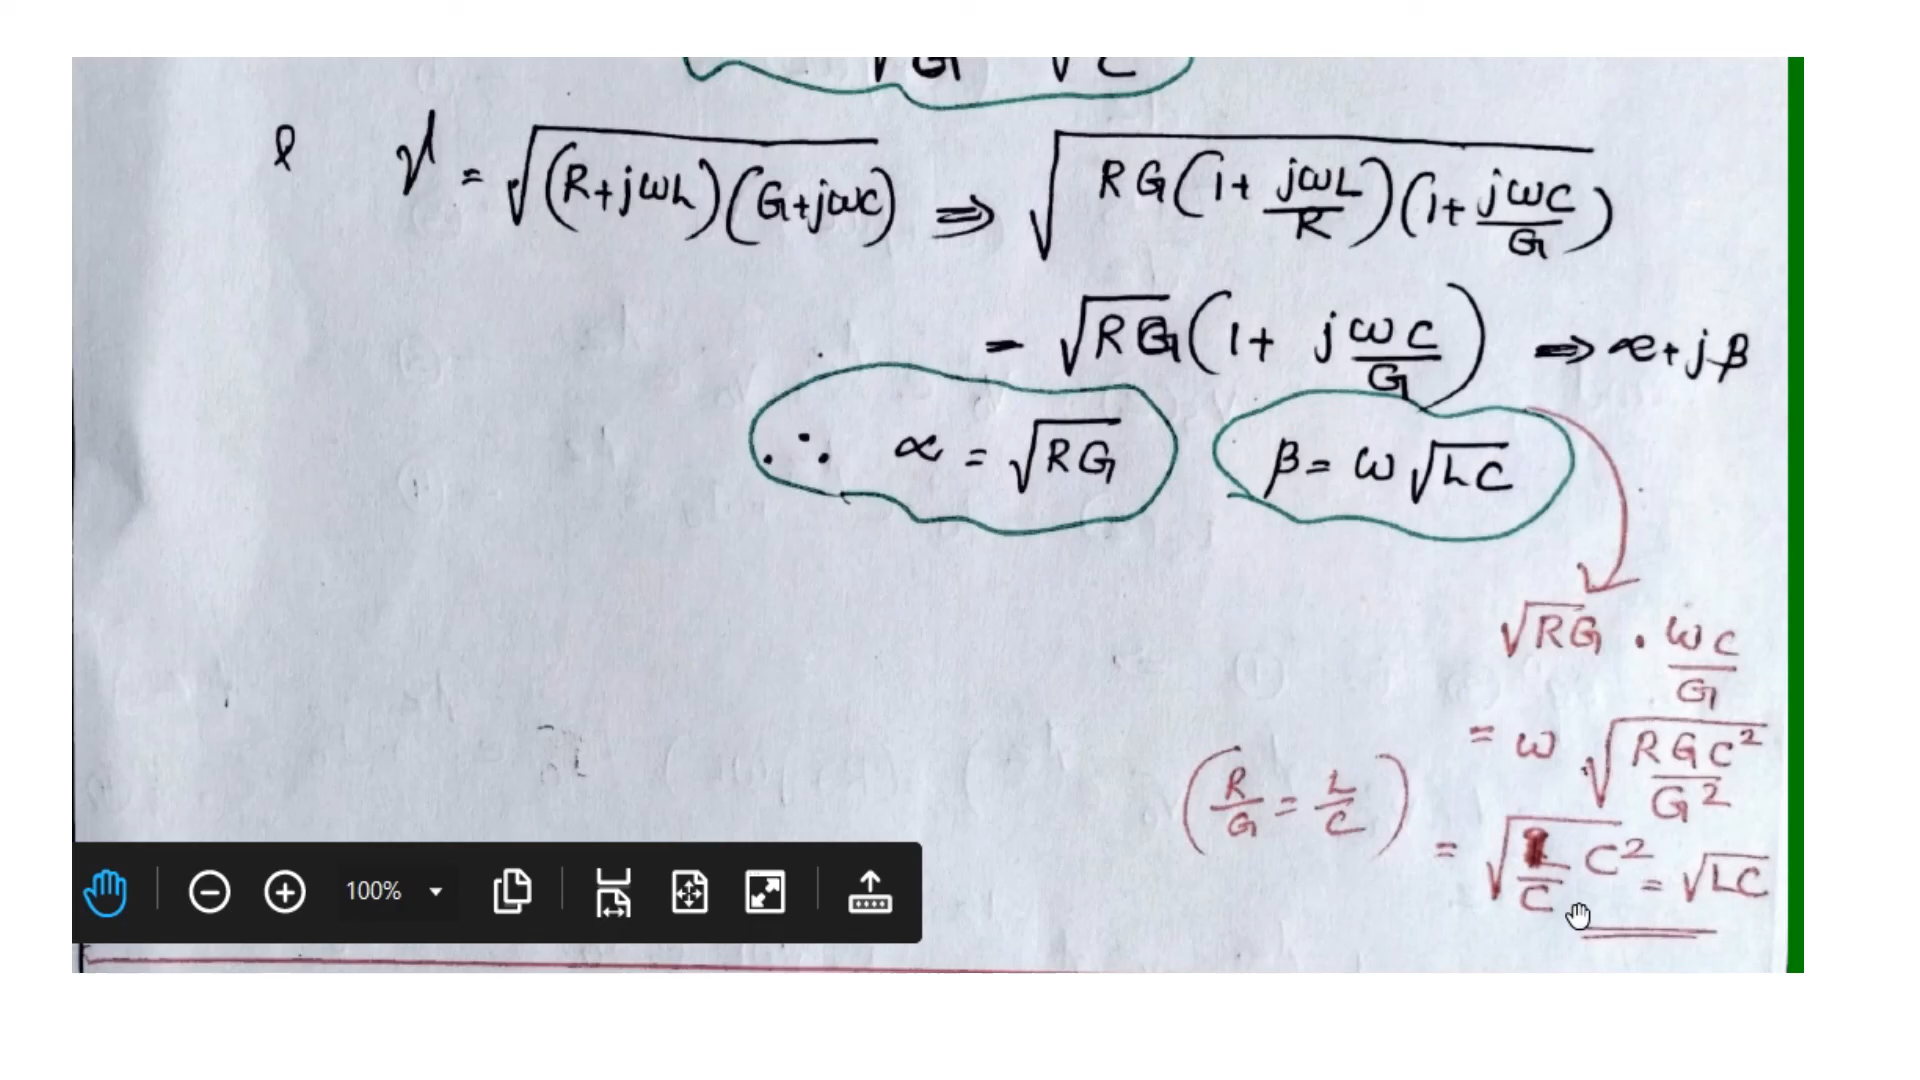 √G √C
& γ = √(R+jωL)(G+jωC) ⇒ √RG(1+ jωL/R)(1+ jωC/G)
= √RG(1+ jωC/G) ⇒ α+jβ
∴ α = √RG β = ω√LC
√RG . ωC/G
= ω √RGC²/G²
(R/G = L/C) = √L/C C² = √LC
100%